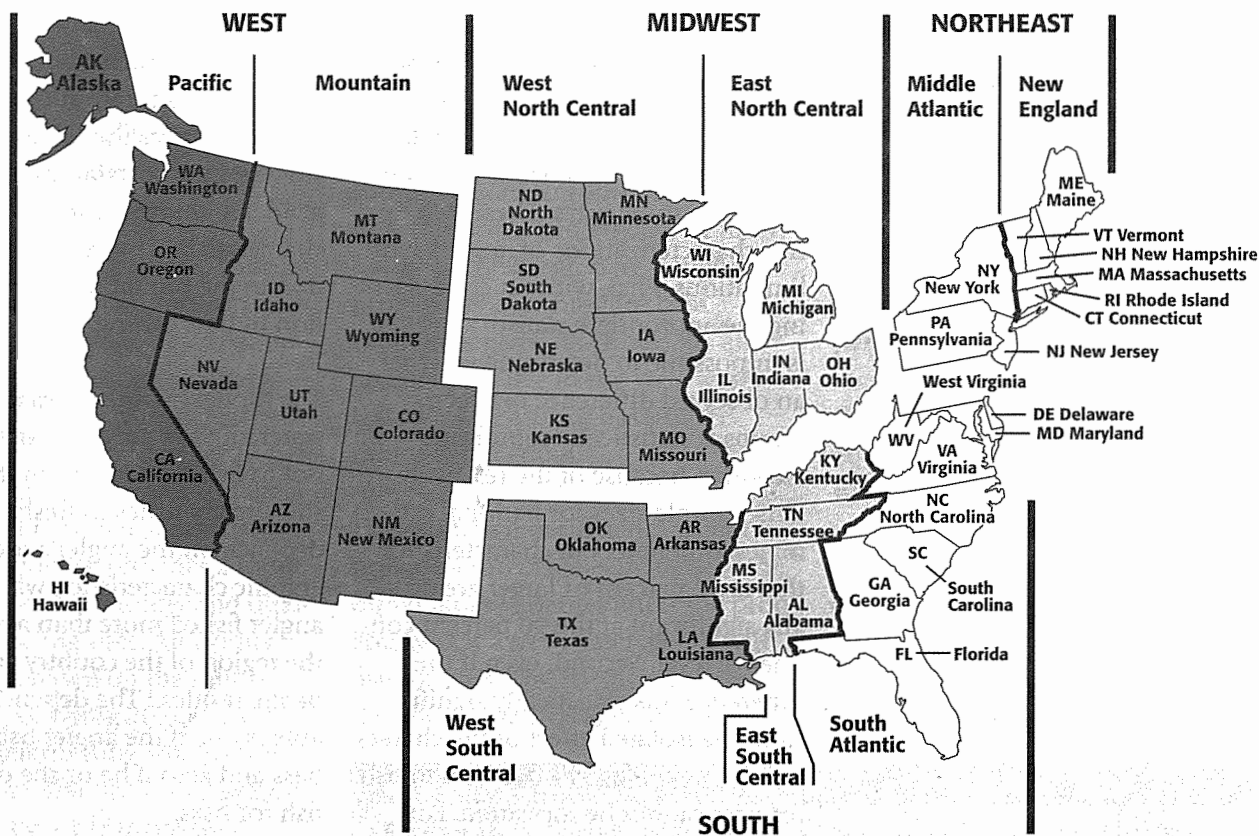 WEST
MIDWEST
NORTHEAST
Pacific
Mountain
West
North Central
East
North Central
Middle
Atlantic
New
England
AK
Alaska
WA
Washington
OR
Oregon
CA
California
HI
Hawaii
MT
Montana
ID
Idaho
WY
Wyoming
NV
Nevada
UT
Utah
CO
Colorado
AZ
Arizona
NM
New Mexico
ND
North
Dakota
SD
South
Dakota
NE
Nebraska
KS
Kansas
MN
Minnesota
IA
Iowa
MO
Missouri
WI
Wisconsin
MI
Michigan
IL
Illinois
IN
Indiana
OH
Ohio
NY
New York
PA
Pennsylvania
NJ New Jersey
ME
Maine
VT Vermont
NH New Hampshire
MA Massachusetts
RI Rhode Island
CT Connecticut
West Virginia
WV
DE Delaware
MD Maryland
VA
Virginia
NC
North Carolina
SC
South
Carolina
GA
Georgia
FL
Florida
KY
Kentucky
TN
Tennessee
MS
Mississippi
AL
Alabama
OK
Oklahoma
AR
Arkansas
TX
Texas
LA
Louisiana
West
South
Central
East
South
Central
South
Atlantic
SOUTH